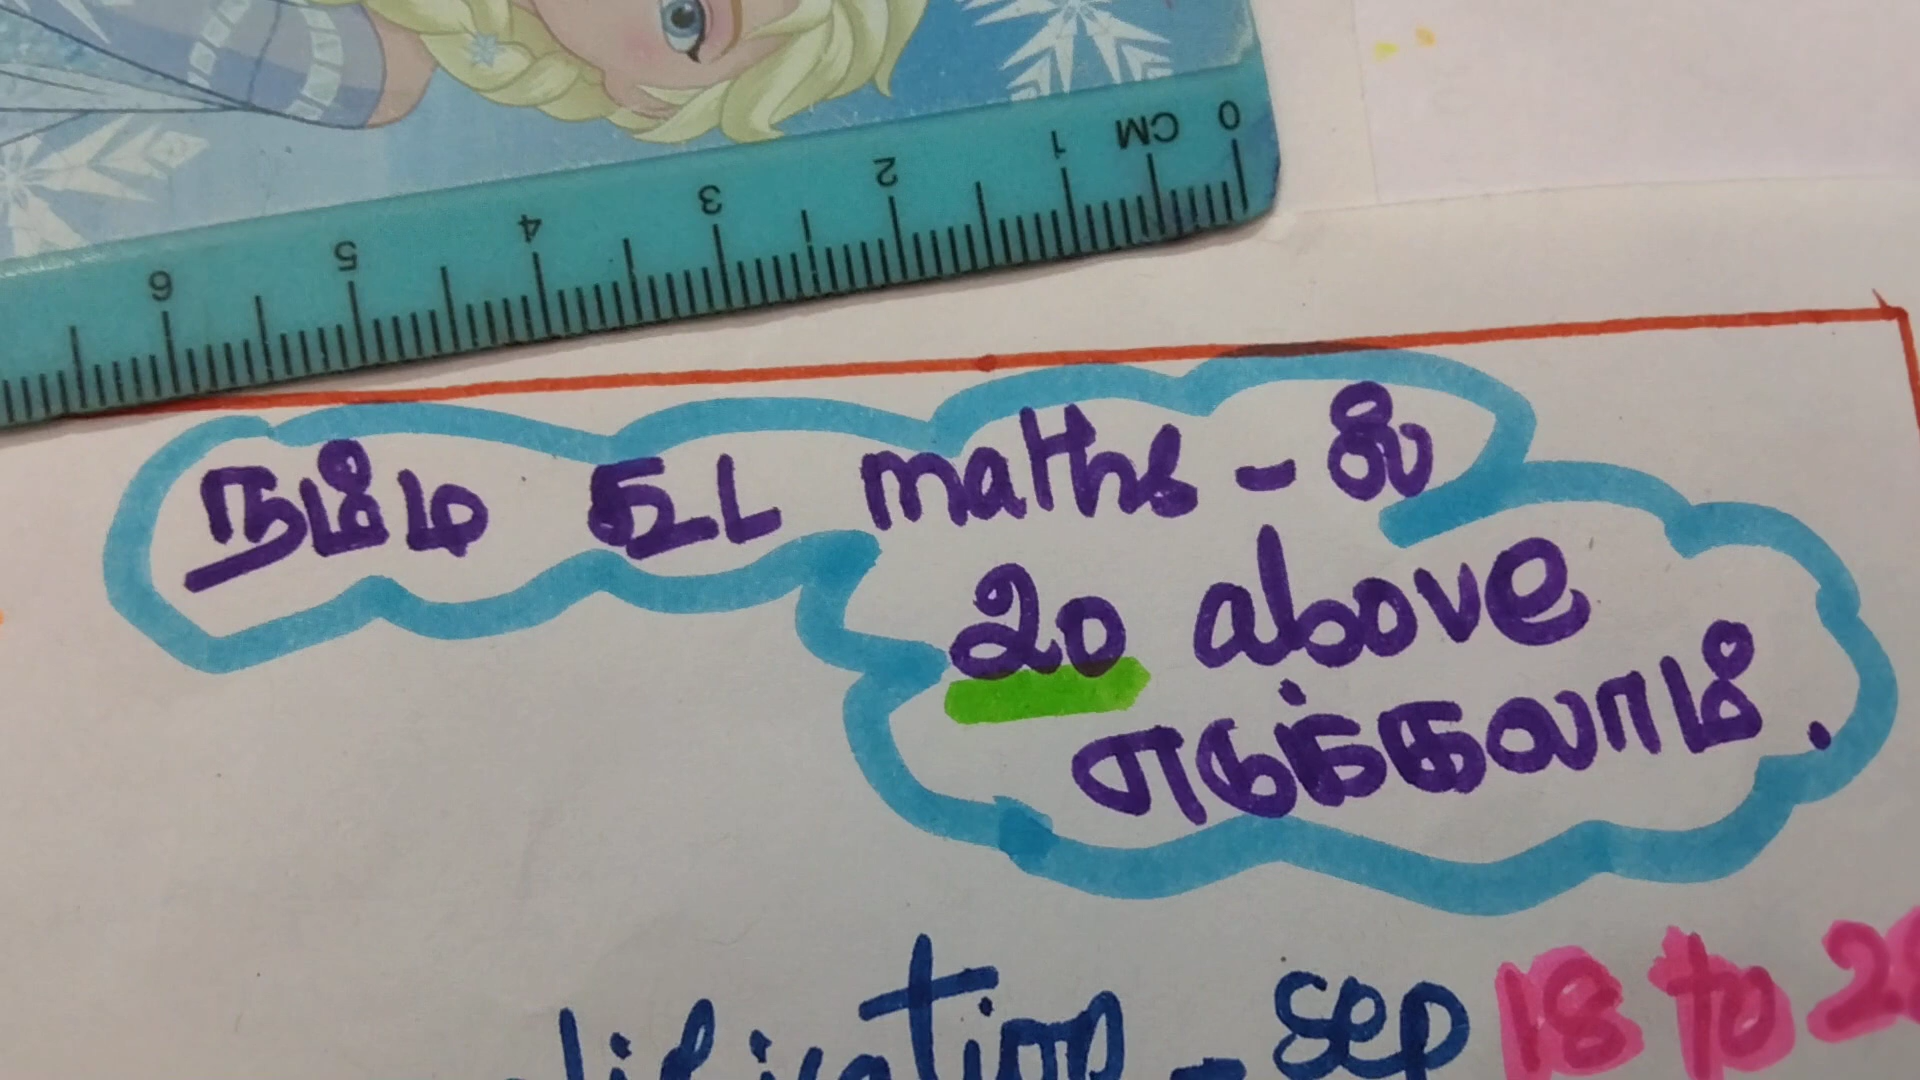 0 CM 1 2 3 4 5 6
நம்ம கூட maths - ல்
20 above
எடுக்கலாம்.
sep 18 to